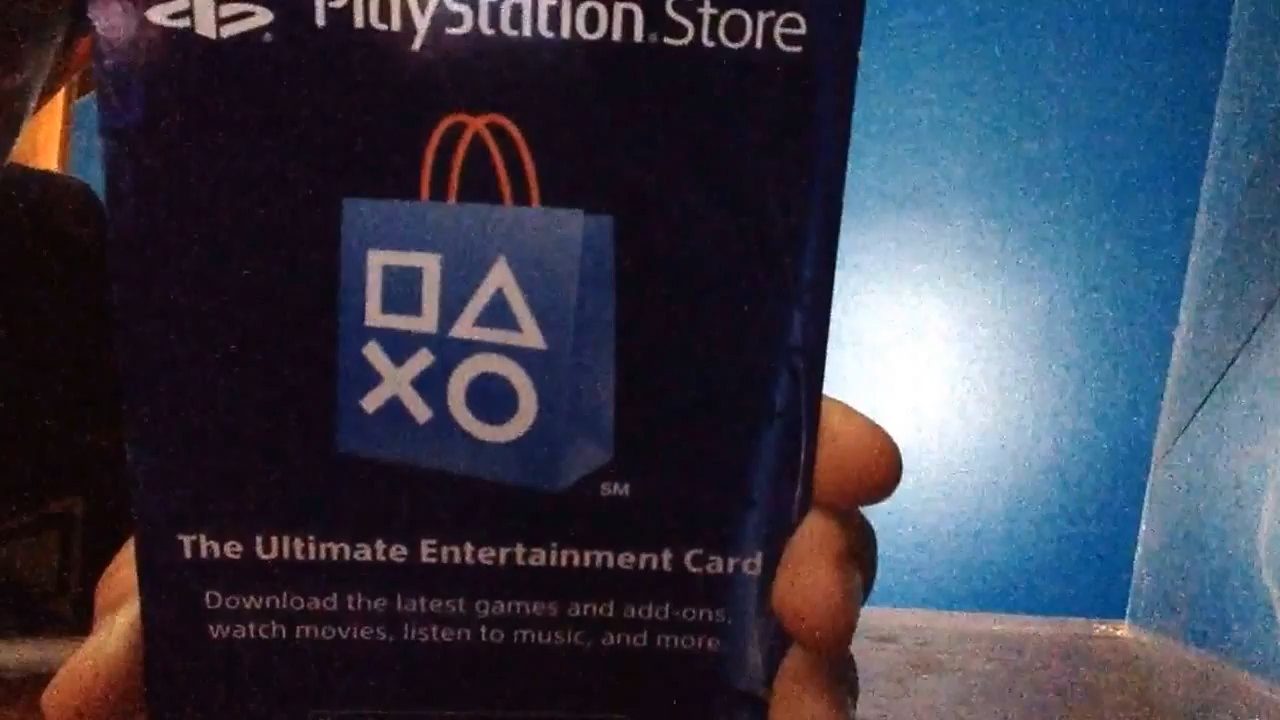 PlayStation®Store
SM
The Ultimate Entertainment Card
Download the latest games and add-ons,
watch movies, listen to music, and more